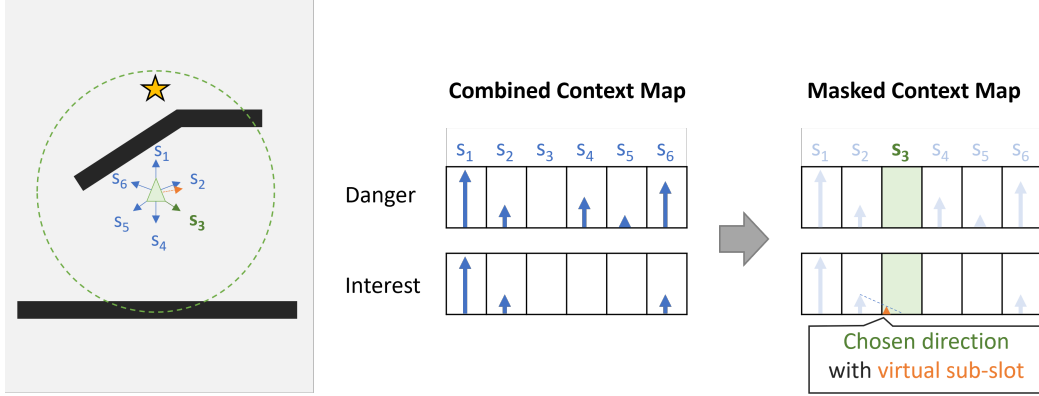 S1
S6
S2
S5
S3
S4
Combined Context Map
S1 S2 S3 S4 S5 S6
Danger
Interest
Masked Context Map
S1 S2 S3 S4 S5 S6
Chosen direction
with virtual sub-slot